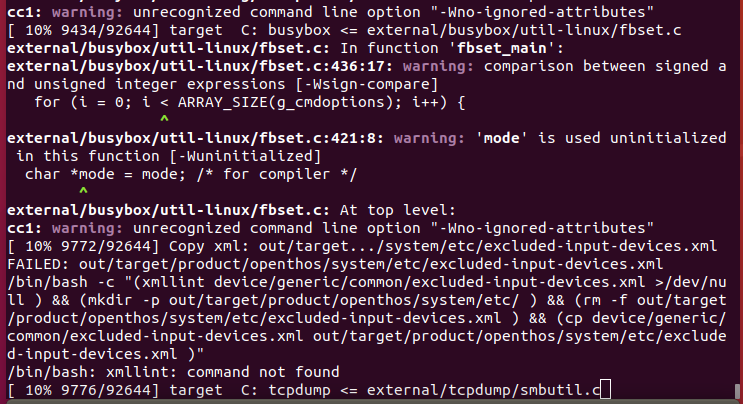 cc1: warning: unrecognized command line option "-Wno-ignored-attributes"
[ 10% 9434/92644] target  C: busybox <= external/busybox/util-linux/fbset.c
external/busybox/util-linux/fbset.c: In function 'fbset_main':
external/busybox/util-linux/fbset.c:436:17: warning: comparison between signed a
nd unsigned integer expressions [-Wsign-compare]
   for (i = 0; i < ARRAY_SIZE(g_cmdoptions); i++) {
                 ^
external/busybox/util-linux/fbset.c:421:8: warning: 'mode' is used uninitialized
 in this function [-Wuninitialized]
  char *mode = mode; /* for compiler */
        ^
external/busybox/util-linux/fbset.c: At top level:
cc1: warning: unrecognized command line option "-Wno-ignored-attributes"
[ 10% 9772/92644] Copy xml: out/target.../system/etc/excluded-input-devices.xml
FAILED: out/target/product/openthos/system/etc/excluded-input-devices.xml
/bin/bash -c "(xmllint device/generic/common/excluded-input-devices.xml >/dev/nu
ll ) && (mkdir -p out/target/product/openthos/system/etc/ ) && (rm -f out/target
/product/openthos/system/etc/excluded-input-devices.xml ) && (cp device/generic/
common/excluded-input-devices.xml out/target/product/openthos/system/etc/exclude
d-input-devices.xml )"
/bin/bash: xmllint: command not found
[ 10% 9776/92644] target  C: tcpdump <= external/tcpdump/smbutil.c